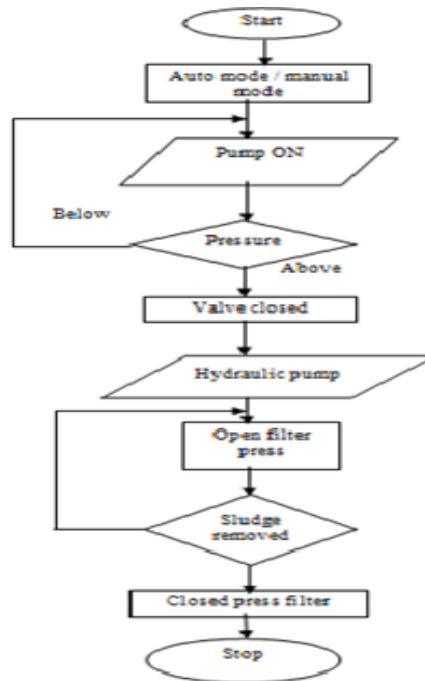 Start
Auto mode / manual
mode
Pump ON
Below
Pressure
Above
Valve closed
Hydraulic pump
Open filter
press
Sludge
removed
Closed press filter
Stop